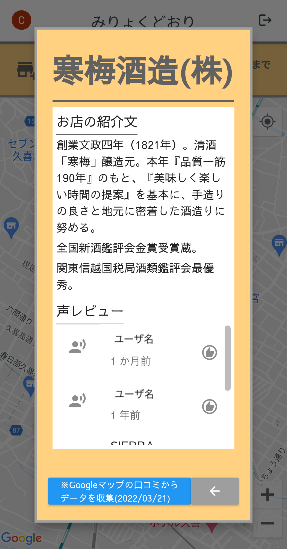 C
みりょくどおり
まで
寒梅酒造(株)
お店の紹介文
創業文政四年（1821年）。清酒
「寒梅」醸造元。本年『品質一筋
190年』のもと、『美味しく楽し
い時間の提案』を基本に、手造り
の良さと地元に密着した酒造りに
努める。
全国新酒鑑評会金賞受賞蔵。
関東信越国税局酒類鑑評会最優
秀。
声レビュー
ユーザ名
1 か月前
ユーザ名
1 年前
SIERRA
※Googleマップの口コミから
データを収集(2022/03/21)
Google